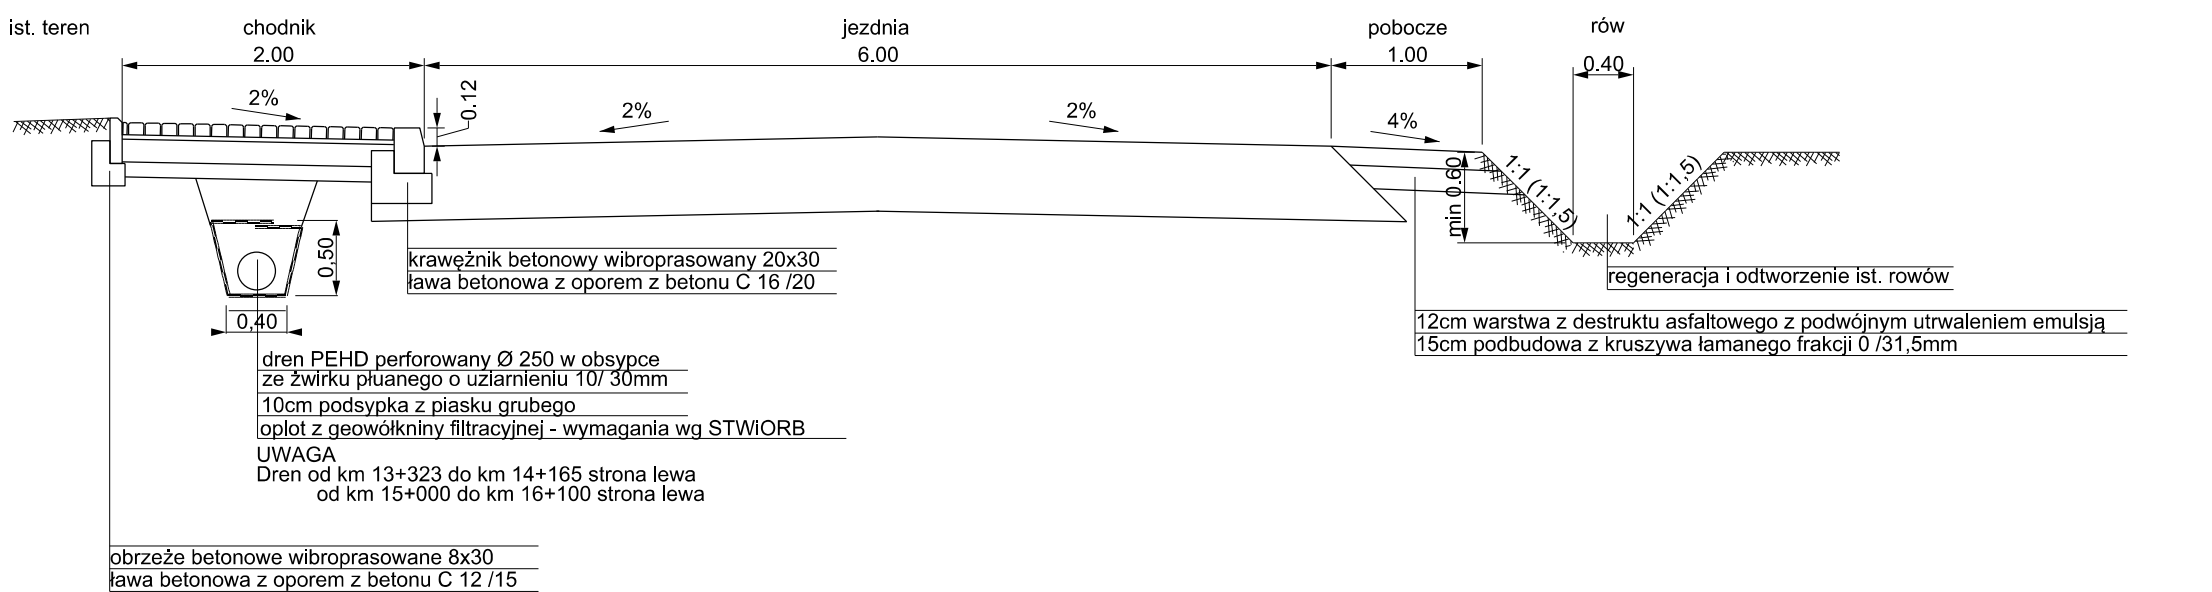 ist. teren
chodnik
jezdnia
pobocze
rów
2.00
6.00
1.00
0.40
2%
0.12
2%
2%
4%
min 0.60
1:1 (1:1,5)
1:1 (1:1,5)
0,50
0,40
krawężnik betonowy wibroprasowany 20x30
ława betonowa z oporem z betonu C 16 /20
regeneracja i odtworzenie ist. rowów
12cm warstwa z destruktu asfaltowego z podwójnym utrwaleniem emulsją
15cm podbudowa z kruszywa łamanego frakcji 0 /31,5mm
dren PEHD perforowany Ø 250 w obsypce
ze żwirku płuanego o uziarnieniu 10/ 30mm
10cm podsypka z piasku grubego
oplot z geowółkniny filtracyjnej - wymagania wg STWiORB
UWAGA
Dren od km 13+323 do km 14+165 strona lewa
od km 15+000 do km 16+100 strona lewa
obrzeże betonowe wibroprasowane 8x30
ława betonowa z oporem z betonu C 12 /15